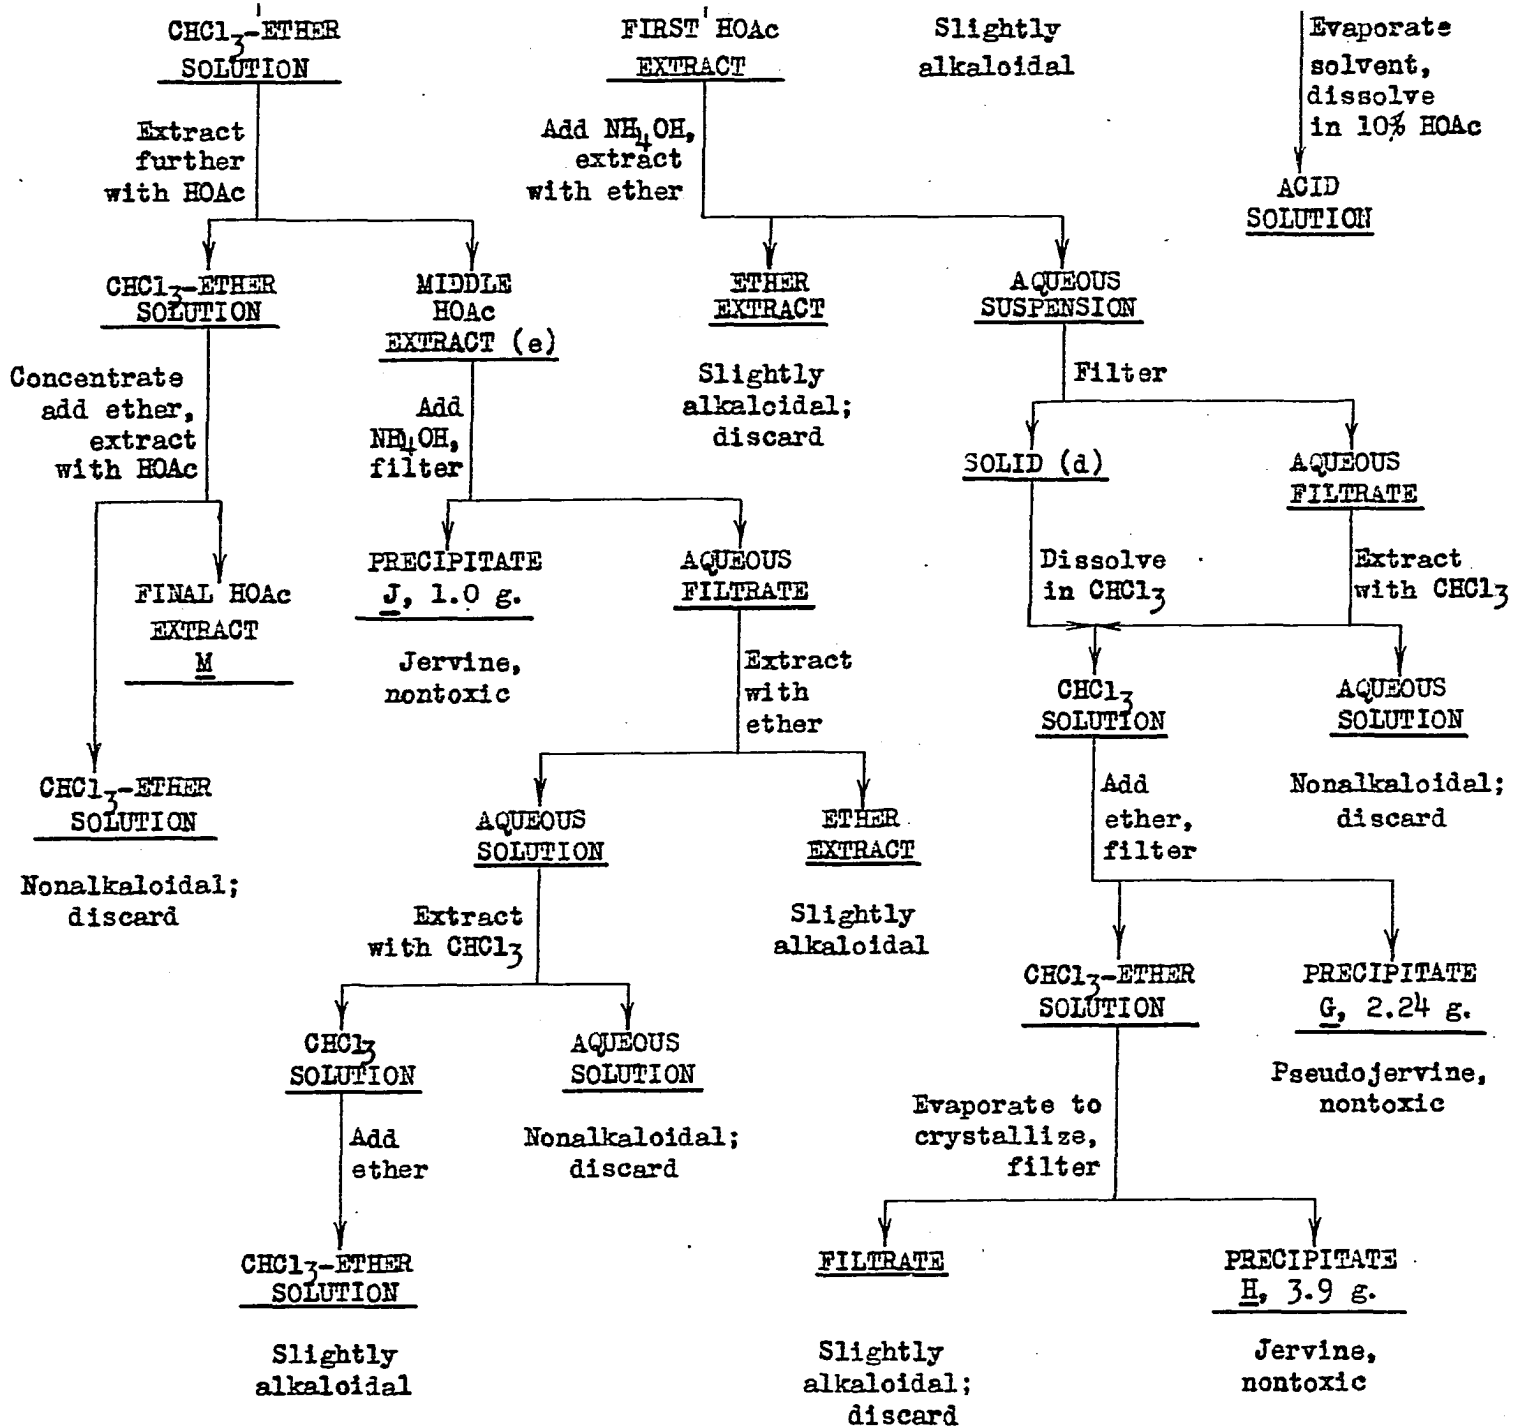 CHCl3-ETHER
SOLUTION
Extract
further
with HOAc
CHCl3-ETHER
SOLUTION
Concentrate
add ether,
extract
with HOAc
FINAL HOAc
EXTRACT
M
CHCl3-ETHER
SOLUTION
Nonalkaloidal;
discard
MIDDLE
HOAc
EXTRACT (e)
Add
NH4OH,
filter
PRECIPITATE
J, 1.0 g.
Jervine,
nontoxic
AQUEOUS
FILTRATE
Extract
with
ether
AQUEOUS
SOLUTION
Extract
with CHCl3
CHCl3
SOLUTION
Add
ether
CHCl3-ETHER
SOLUTION
Slightly
alkaloidal
AQUEOUS
SOLUTION
Nonalkaloidal;
discard
ETHER
EXTRACT
Slightly
alkaloidal
FIRST HOAc
EXTRACT
Add NH4OH,
extract
with ether
ETHER
EXTRACT
Slightly
alkaloidal;
discard
AQUEOUS
SUSPENSION
Filter
SOLID (d)
Dissolve
in CHCl3
AQUEOUS
FILTRATE
Extract
with CHCl3
CHCl3
SOLUTION
AQUEOUS
SOLUTION
Nonalkaloidal;
discard
Add
ether,
filter
CHCl3-ETHER
SOLUTION
PRECIPITATE
G, 2.24 g.
Pseudojervine,
nontoxic
Evaporate to
crystallize,
filter
FILTRATE
Slightly
alkaloidal;
discard
PRECIPITATE
H, 3.9 g.
Jervine,
nontoxic
Slightly
alkaloidal
Evaporate
solvent,
dissolve
in 10% HOAc
ACID
SOLUTION